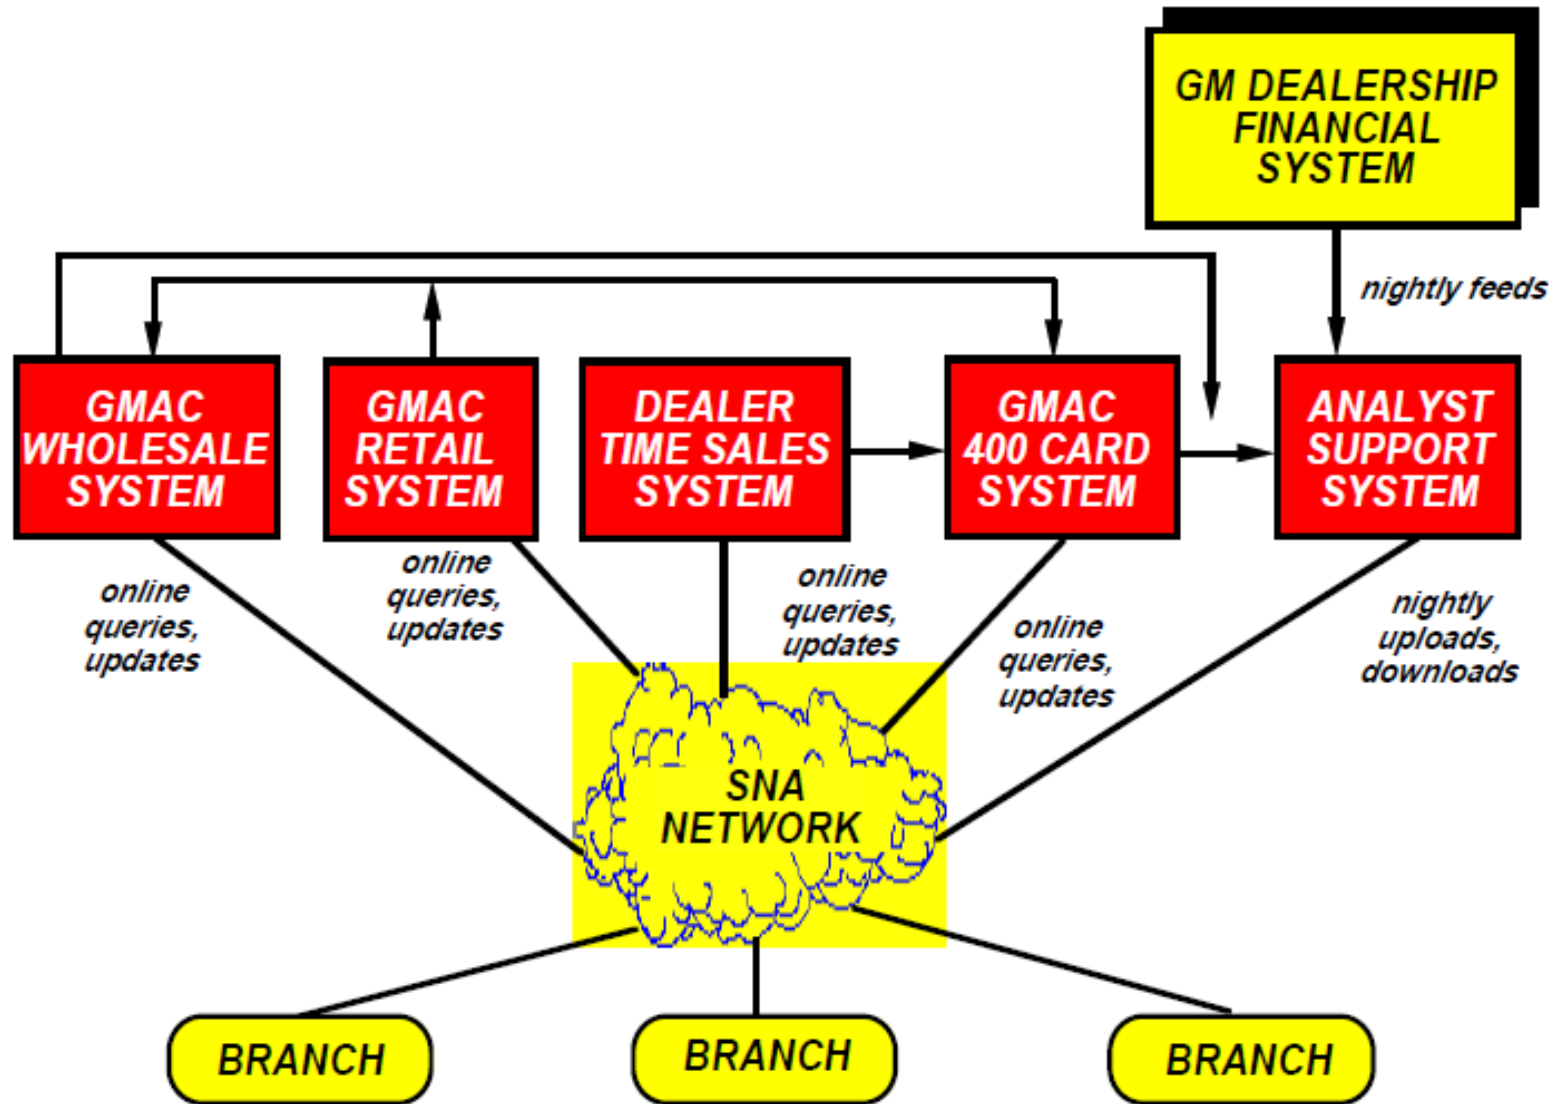 GM DEALERSHIP
FINANCIAL
SYSTEM
nightly feeds
GMAC
WHOLESALE
SYSTEM
GMAC
RETAIL
SYSTEM
DEALER
TIME SALES
SYSTEM
GMAC
400 CARD
SYSTEM
ANALYST
SUPPORT
SYSTEM
online
queries,
updates
online
queries,
updates
online
queries,
updates
online
queries,
updates
nightly
uploads,
downloads
SNA
NETWORK
BRANCH
BRANCH
BRANCH